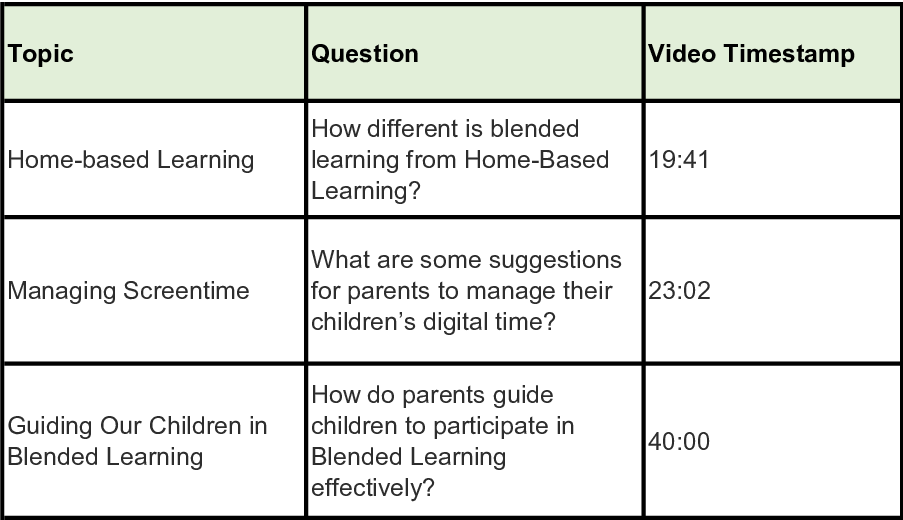 Topic
Question
Video Timestamp
Home-based Learning
How different is blended
learning from Home-Based
Learning?
19:41
Managing Screentime
What are some suggestions
for parents to manage their
children’s digital time?
23:02
Guiding Our Children in
Blended Learning
How do parents guide
children to participate in
Blended Learning
effectively?
40:00